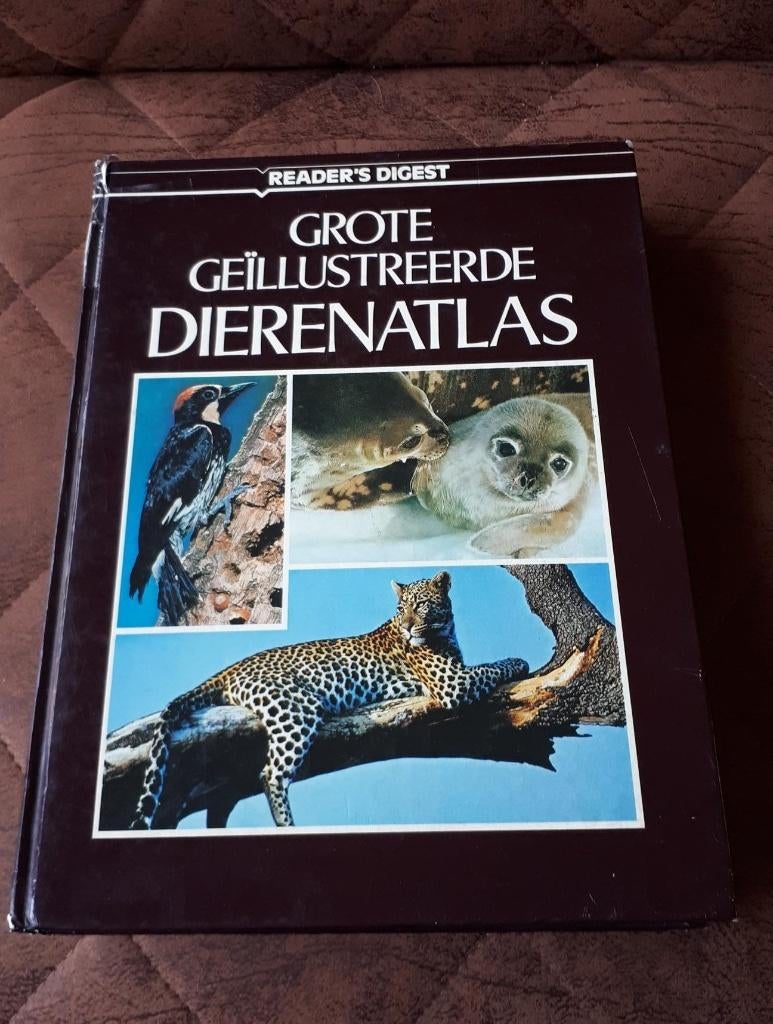 READER'S DIGEST
GROTE
GEÏLLUSTREERDE
DIERENATLAS